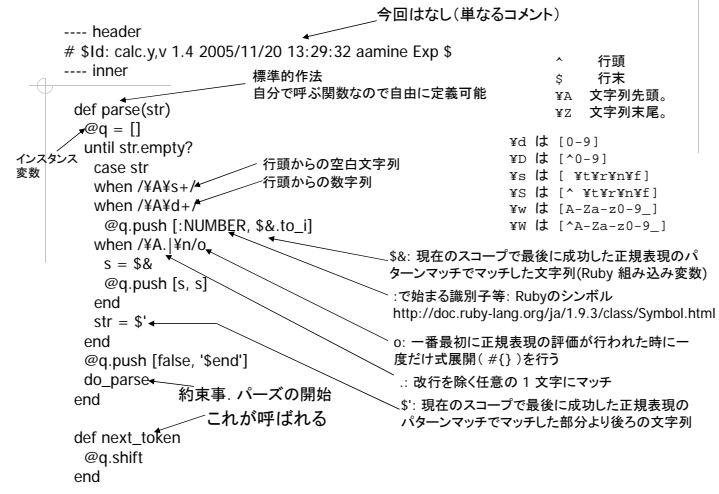 今回はなし(単なるコメント)
---- header
# $Id: calc.y,v 1.4 2005/11/20 13:29:32 aamine Exp $
---- inner
標準的作法
自分で呼ぶ関数なので自由に定義可能
^ 行頭
$ 行末
¥A 文字列先頭。
¥Z 文字列末尾。
def parse(str)
@q = []
インスタンス
変数
until str.empty?
case str
when /¥A¥s+/
行頭からの空白文字列
when /¥A¥d+/
行頭からの数字列
@q.push [:NUMBER, $&.to_i]
when /¥A.|¥n/o
s = $&
@q.push [s, s]
end
str = $'
end
@q.push [false, '$end']
do_parse
end
約束事. パーズの開始
これが呼ばれる
def next_token
@q.shift
end
¥d は [0-9]
¥D は [^0-9]
¥s は [ ¥t¥r¥n¥f]
¥S は [^ ¥t¥r¥n¥f]
¥w は [A-Za-z0-9_]
¥W は [^A-Za-z0-9_]
$&: 現在のスコープで最後に成功した正規表現のパ
ターンマッチでマッチした文字列(Ruby 組み込み変数)
:で始まる識別子等: Rubyのシンボル
http://doc.ruby-lang.org/ja/1.9.3/class/Symbol.html
o: 一番最初に正規表現の評価が行われた時に一
度だけ式展開( #{} )を行う
.: 改行を除く任意の 1 文字にマッチ
$': 現在のスコープで最後に成功した正規表現の
パターンマッチでマッチした部分より後ろの文字列